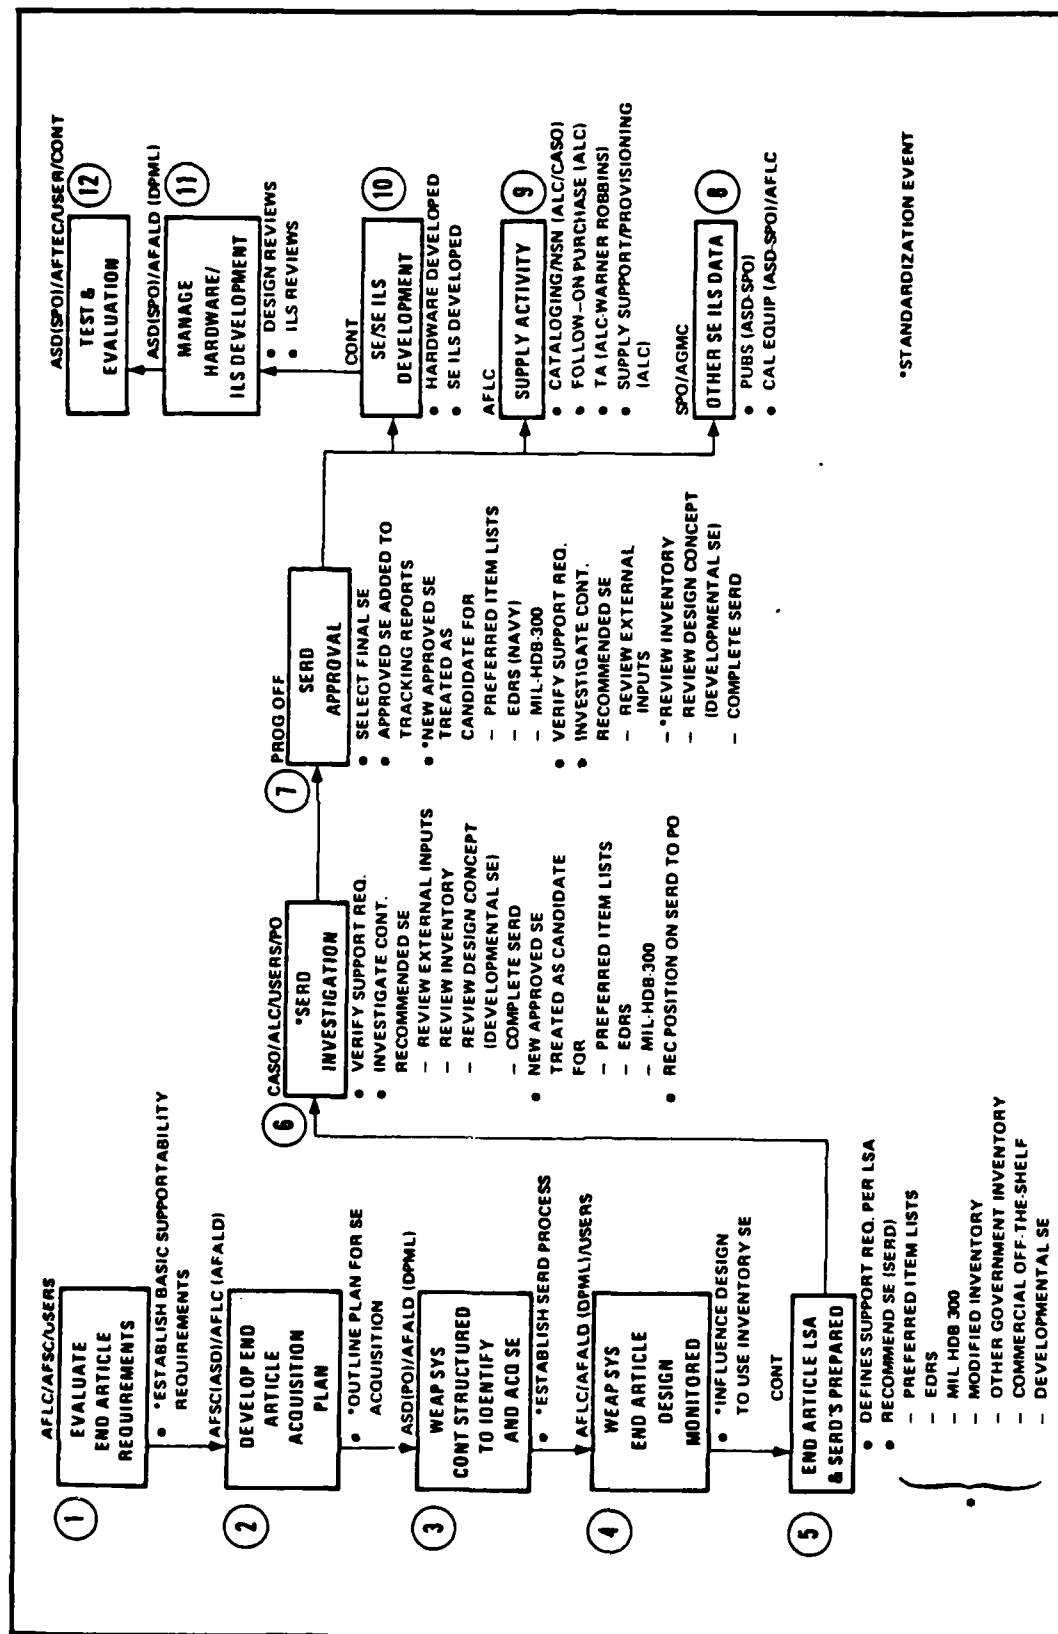 AFLC/AFSC/USERS
1
EVALUATE
END ARTICLE
REQUIREMENTS
• *ESTABLISH BASIC SUPPORTABILITY
REQUIREMENTS
AFSC(ASD)/AFLC (AFALD)
2
DEVELOP END
ARTICLE
ACQUISITION
PLAN
• *OUTLINE PLAN FOR SE
ACQUISITION
ASD(PO)/AFALD (DPML)
3
WEAP SYS
CONT STRUCTURED
TO IDENTIFY
AND ACQ SE
• *ESTABLISH SERD PROCESS
AFLC/AFALD (DPML)/USERS
4
WEAP SYS
END ARTICLE
DESIGN
MONITORED
• *INFLUENCE DESIGN
TO USE INVENTORY SE
CONT
5
END ARTICLE LSA
& SERD'S PREPARED
• DEFINES SUPPORT REQ. PER LSA
• RECOMMEND SE (SERD)
– PREFERRED ITEM LISTS
– EDRS
– MIL HDB 300
– MODIFIED INVENTORY
– OTHER GOVERNMENT INVENTORY
– COMMERCIAL OFF-THE-SHELF
– DEVELOPMENTAL SE
*
CASO/ALC/USERS/PO
6
*SERD
INVESTIGATION
• VERIFY SUPPORT REQ.
• INVESTIGATE CONT.
RECOMMENDED SE
– REVIEW EXTERNAL INPUTS
– REVIEW INVENTORY
– REVIEW DESIGN CONCEPT
(DEVELOPMENTAL SE)
– COMPLETE SERD
• NEW APPROVED SE
TREATED AS CANDIDATE
FOR
– PREFERRED ITEM LISTS
– EDRS
– MIL-HDB-300
• REC POSITION ON SERD TO PO
PROG OFF
7
SERD
APPROVAL
• SELECT FINAL SE
• APPROVED SE ADDED TO
TRACKING REPORTS
• *NEW APPROVED SE
TREATED AS
CANDIDATE FOR
– PREFERRED ITEM LISTS
– EDRS (NAVY)
– MIL-HDB-300
• VERIFY SUPPORT REQ.
• INVESTIGATE CONT.
RECOMMENDED SE
– REVIEW EXTERNAL
INPUTS
– *REVIEW INVENTORY
– REVIEW DESIGN CONCEPT
(DEVELOPMENTAL SE)
– COMPLETE SERD
ASD(SPO)/AFTEC/USER/CONT
TEST &
EVALUATION
12
ASD(SPO)/AFALD (DPML)
MANAGE
HARDWARE/
ILS DEVELOPMENT
11
• DESIGN REVIEWS
• ILS REVIEWS
CONT
SE/SE ILS
DEVELOPMENT
10
• HARDWARE DEVELOPED
• SE ILS DEVELOPED
AFLC
SUPPLY ACTIVITY
9
• CATALOGING/NSN (ALC/CASO)
• FOLLOW-ON PURCHASE (ALC)
• TA (ALC-WARNER ROBBINS)
• SUPPLY SUPPORT/PROVISIONING
(ALC)
SPO/AGMC
OTHER SE ILS DATA
8
• PUBS (ASD-SPO)
• CAL EQUIP (ASD-SPO)/AFLC
*STANDARDIZATION EVENT